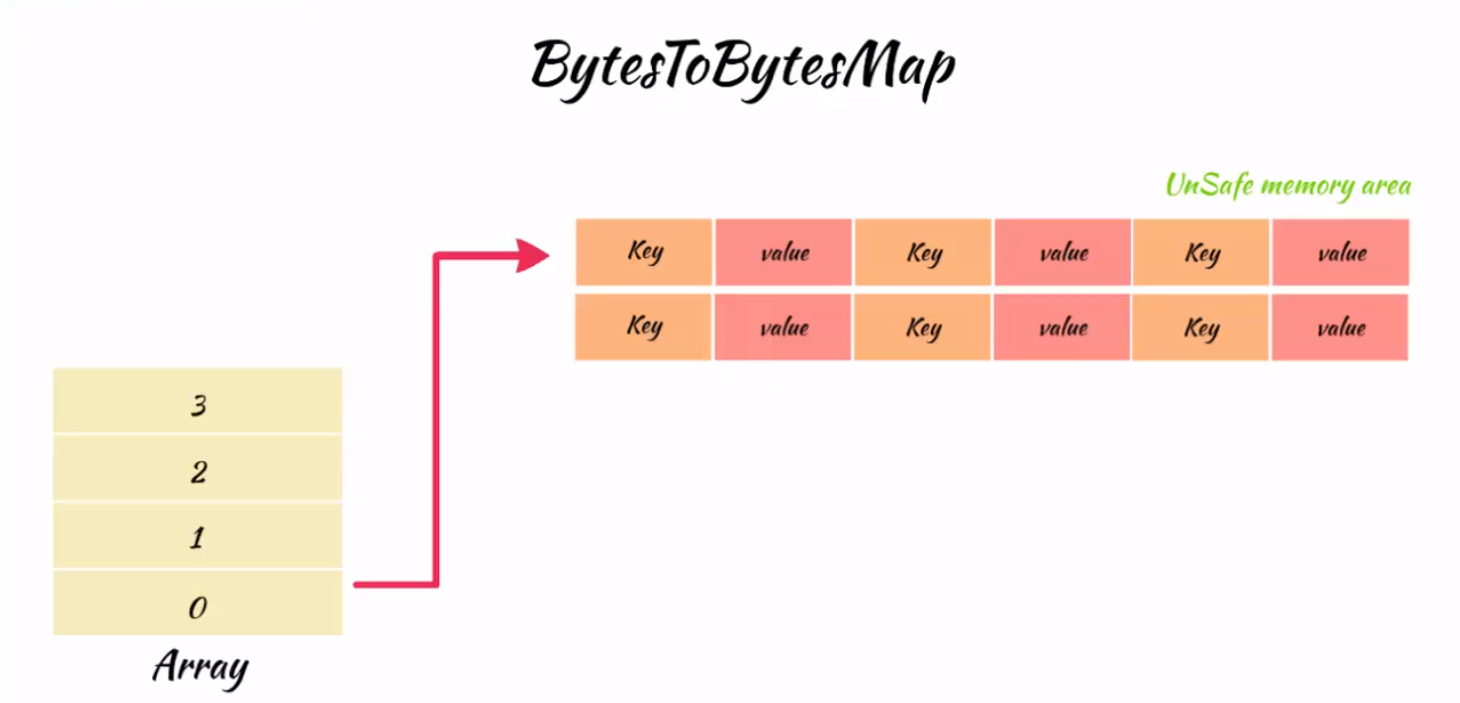 BytesToBytesMap
UnSafe memory area
Key value Key value Key value
Key value Key value Key value
3
2
1
0
Array